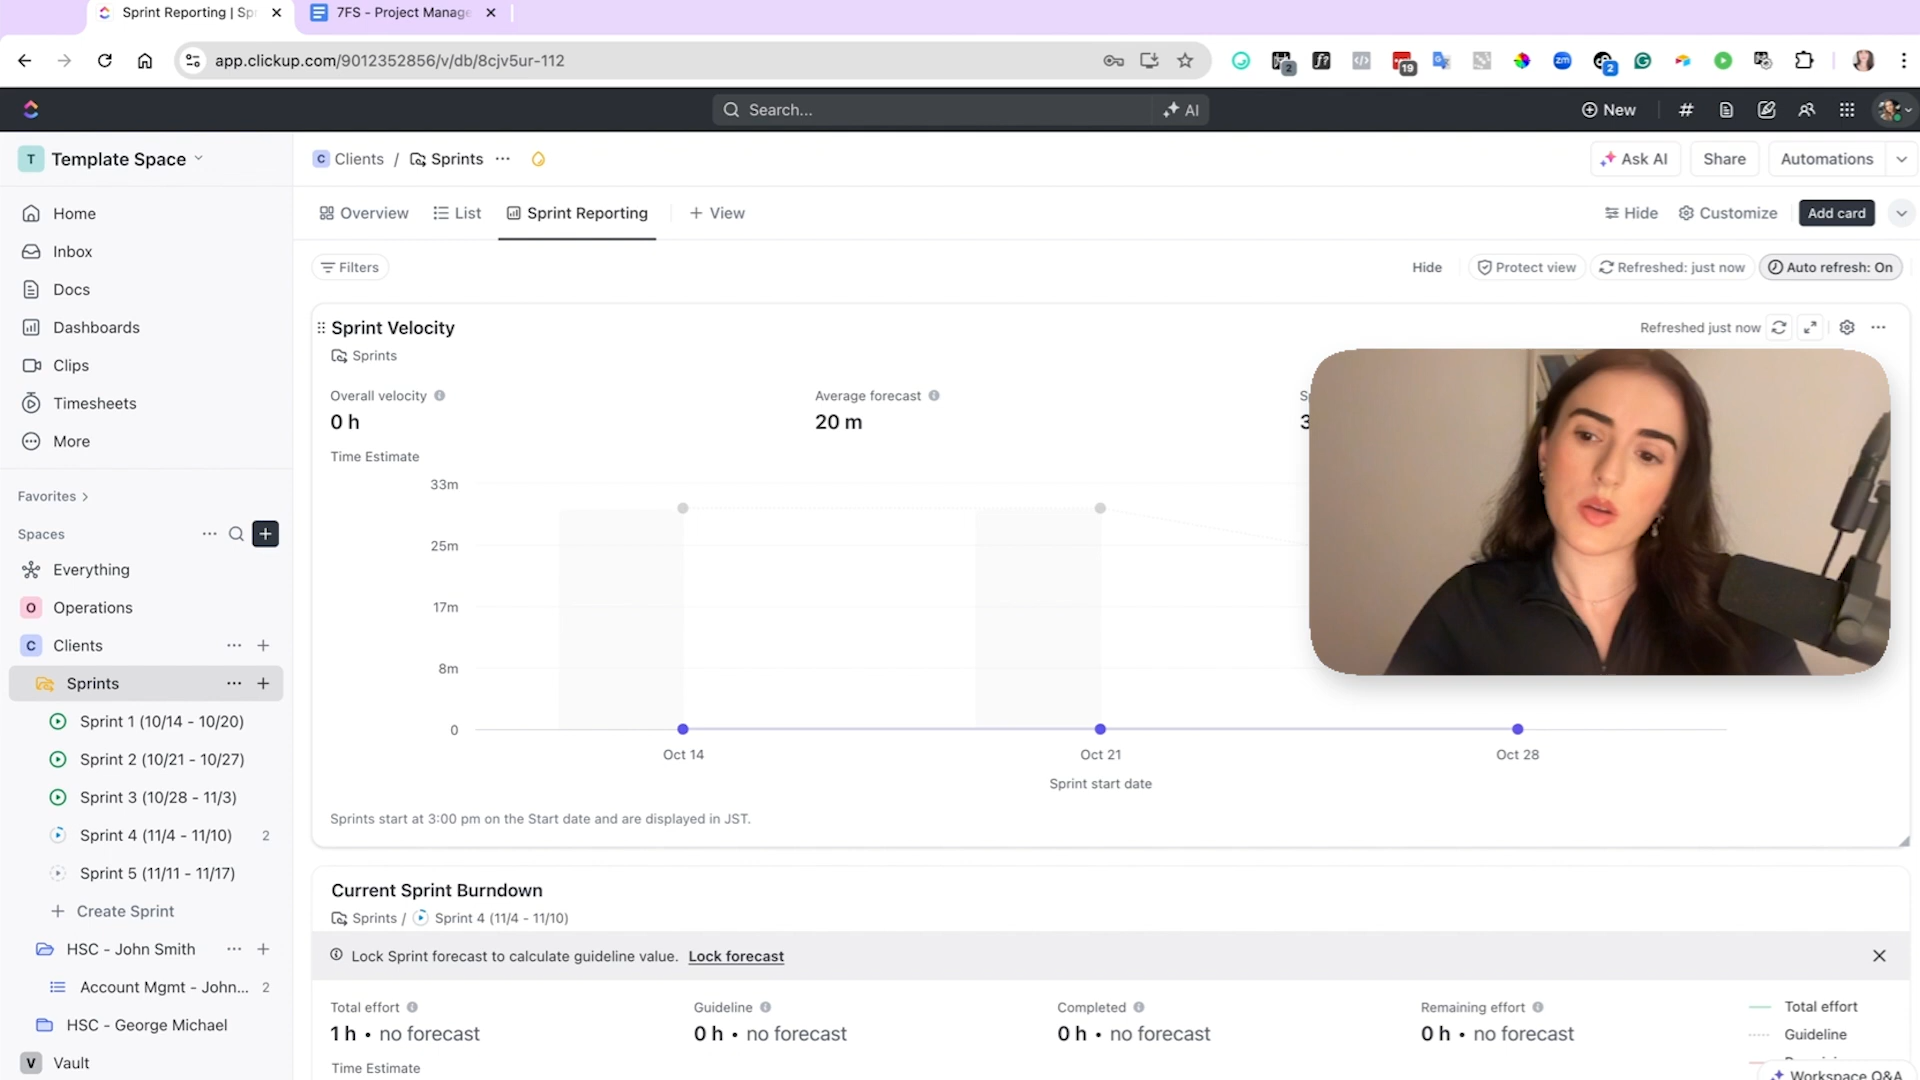 Sprint Reporting | Sp
7FS - Project Manage
app.clickup.com/9012352856/v/db/8cjv5ur-112
2
19
zm
2
Search...
AI
New
T Template Space
Clients / Sprints
Ask AI
Share
Automations
Home
Inbox
Docs
Dashboards
Clips
Timesheets
More
Favorites
Spaces
Everything
O Operations
C Clients
Sprints
Sprint 1 (10/14 - 10/20)
Sprint 2 (10/21 - 10/27)
Sprint 3 (10/28 - 11/3)
Sprint 4 (11/4 - 11/10) 2
Sprint 5 (11/11 - 11/17)
Create Sprint
HSC - John Smith
Account Mgmt - John... 2
HSC - George Michael
V Vault
Overview
List
Sprint Reporting
View
Hide
Customize
Add card
Filters
Hide
Protect view
Refreshed: just now
Auto refresh: On
Sprint Velocity
Refreshed just now
Sprints
Overall velocity
0 h
Average forecast
20 m
Time Estimate
33m
25m
17m
8m
0
Oct 14
Oct 21
Oct 28
Sprint start date
Sprints start at 3:00 pm on the Start date and are displayed in JST.
Current Sprint Burndown
Sprints / Sprint 4 (11/4 - 11/10)
Lock Sprint forecast to calculate guideline value. Lock forecast
Total effort
1 h • no forecast
Guideline
0 h • no forecast
Completed
0 h • no forecast
Remaining effort
0 h • no forecast
Total effort
Guideline
Time Estimate
Workspace Q&A